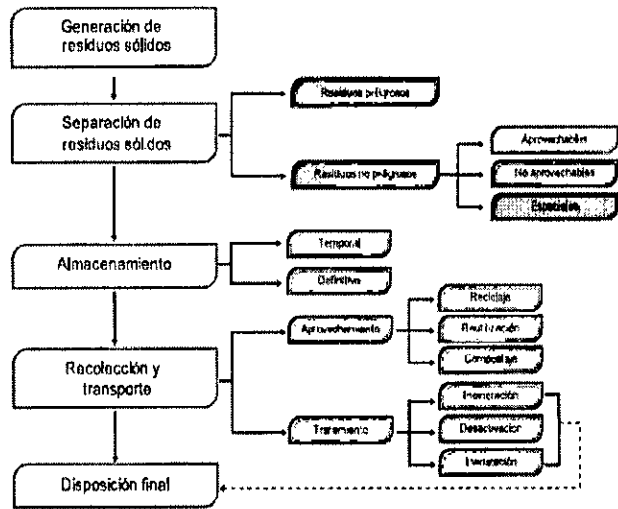 Generación de
residuos sólidos
Separación de
residuos sólidos
Residuos peligrosos
Residuos no peligrosos
Aprovechables
No aprovechables
Especiales
Almacenamiento
Temporal
Definitivo
Recolección y
transporte
Aprovechamiento
Reciclaje
Reutilización
Compostaje
Tratamiento
Incineración
Desactivación
Disposición final